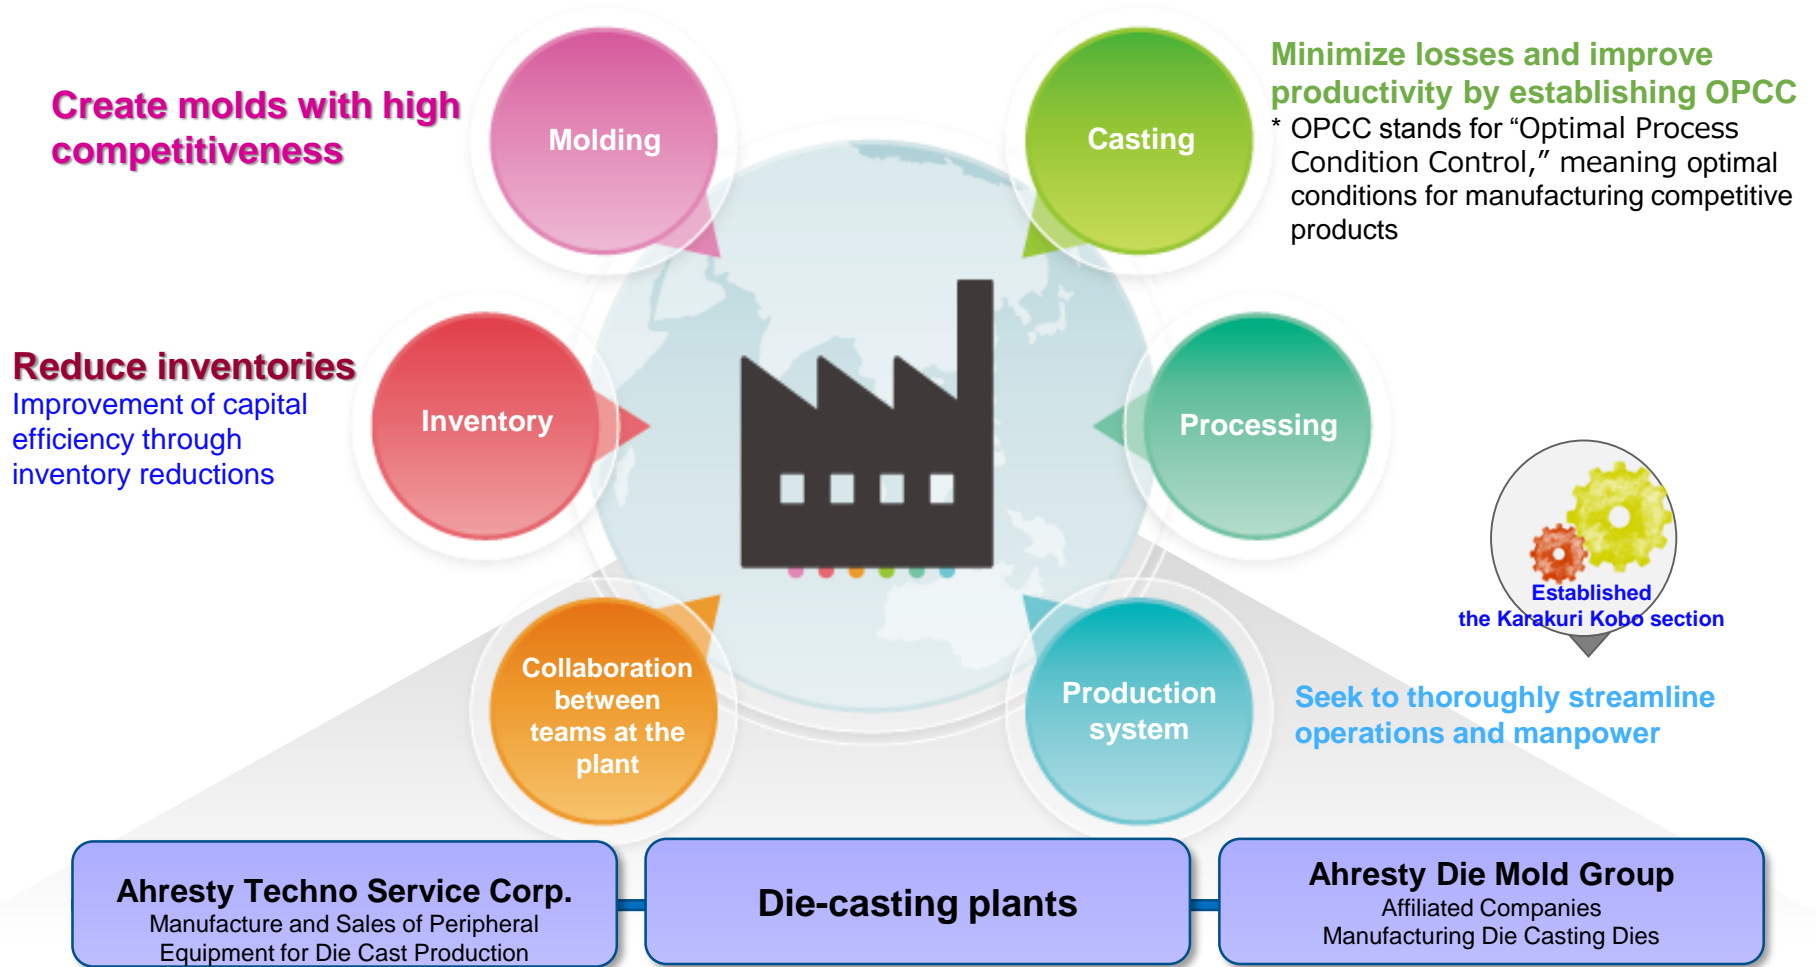 Create molds with high
competitiveness
Molding
Casting
Minimize losses and improve
productivity by establishing OPCC
* OPCC stands for “Optimal Process
Condition Control,” meaning optimal
conditions for manufacturing competitive
products
Reduce inventories
Improvement of capital
efficiency through
inventory reductions
Inventory
Processing
Established
the Karakuri Kobo section
Collaboration
between
teams at the
plant
Production
system
Seek to thoroughly streamline
operations and manpower
Ahresty Techno Service Corp.
Manufacture and Sales of Peripheral
Equipment for Die Cast Production
Die-casting plants
Ahresty Die Mold Group
Affiliated Companies
Manufacturing Die Casting Dies